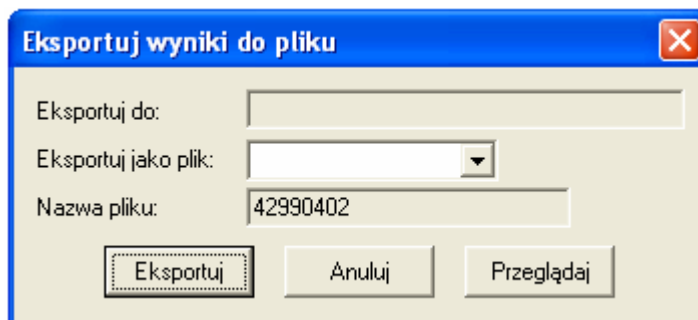 Eksportuj wyniki do pliku
Eksportuj do:
Eksportuj jako plik:
Nazwa pliku: 42990402
Eksportuj Anuluj Przeglądaj